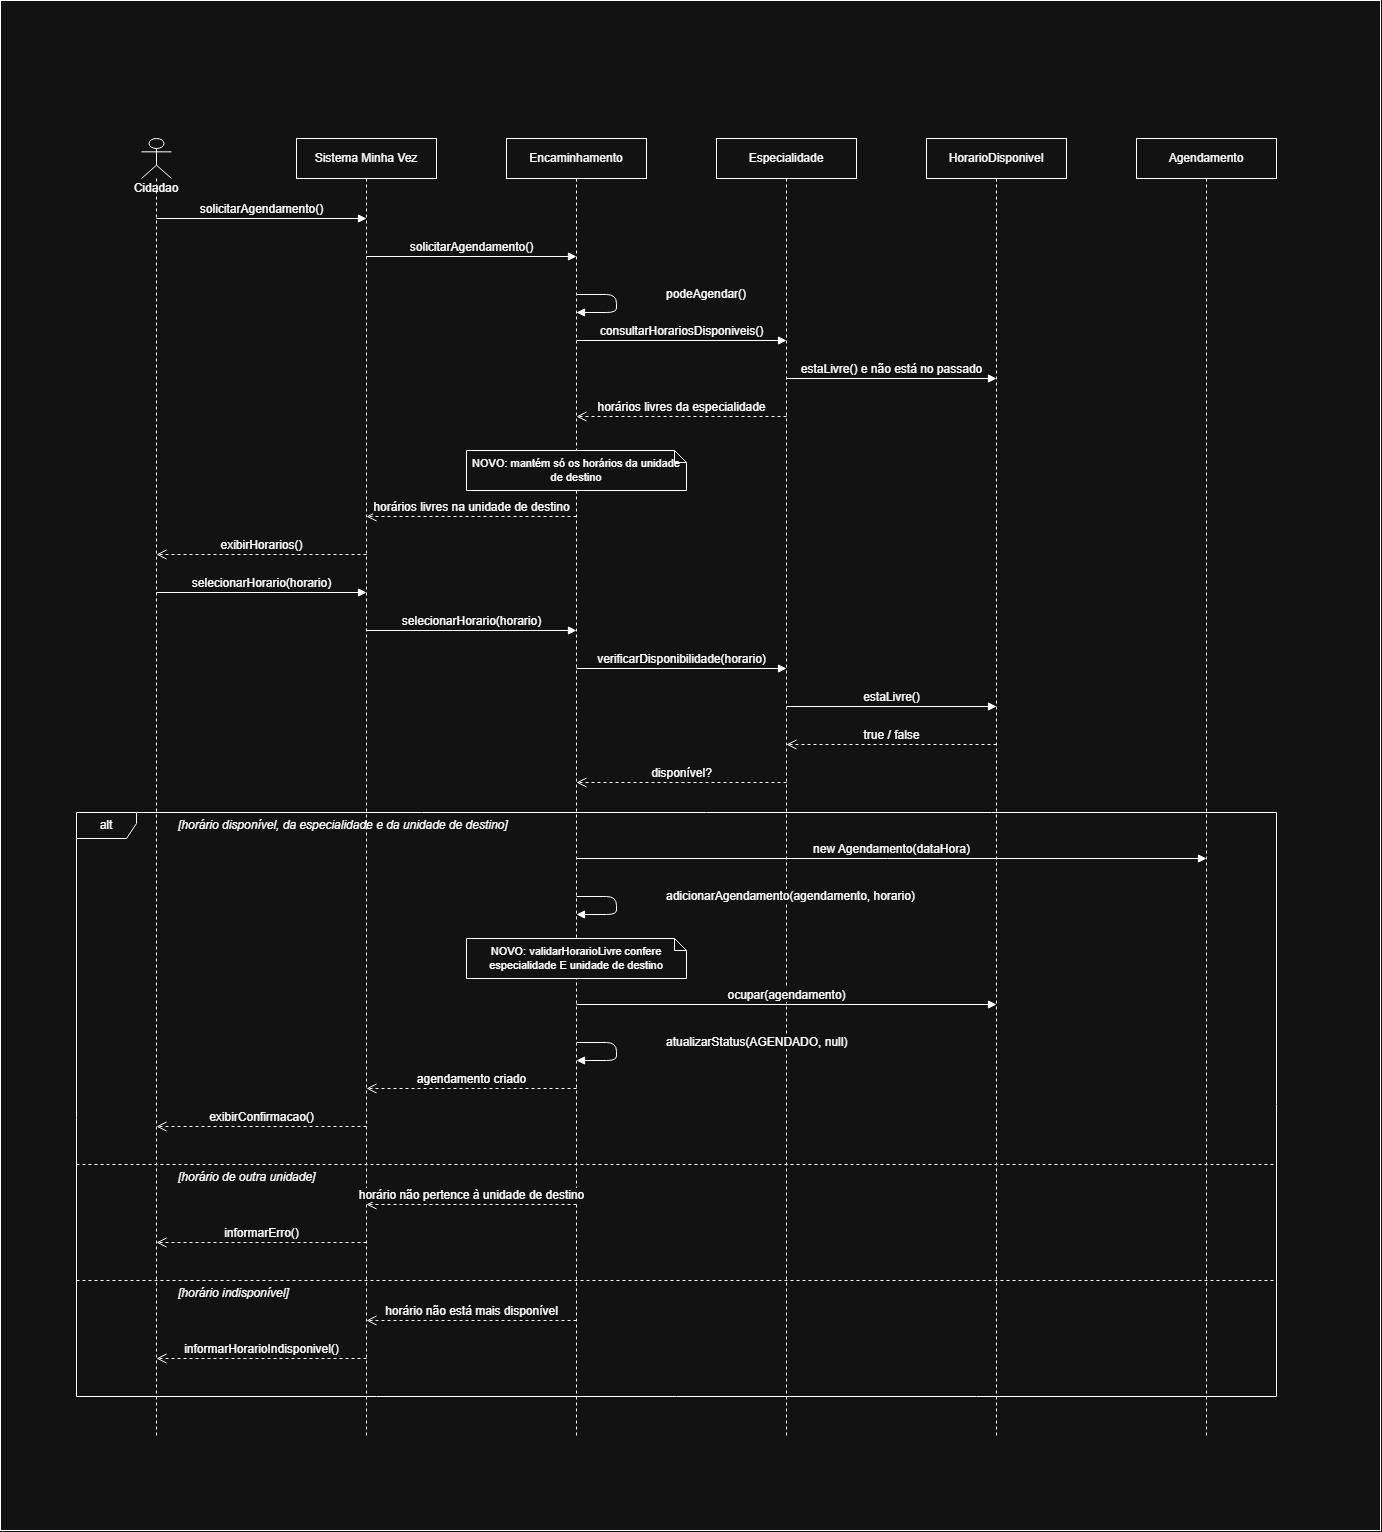 Sistema Minha Vez
Encaminhamento
Especialidade
HorarioDisponivel
Agendamento
Cidadao
solicitarAgendamento()
solicitarAgendamento()
podeAgendar()
consultarHorariosDisponiveis()
estaLivre() e não está no passado
horários livres da especialidade
NOVO: mantém só os horários da unidade
de destino
horários livres na unidade de destino
exibirHorarios()
selecionarHorario(horario)
selecionarHorario(horario)
verificarDisponibilidade(horario)
estaLivre()
true / false
disponível?
alt
[horário disponível, da especialidade e da unidade de destino]
new Agendamento(dataHora)
adicionarAgendamento(agendamento, horario)
NOVO: validarHorarioLivre confere
especialidade E unidade de destino
ocupar(agendamento)
atualizarStatus(AGENDADO, null)
agendamento criado
exibirConfirmacao()
[horário de outra unidade]
horário não pertence à unidade de destino
informarErro()
[horário indisponível]
horário não está mais disponível
informarHorarioIndisponivel()